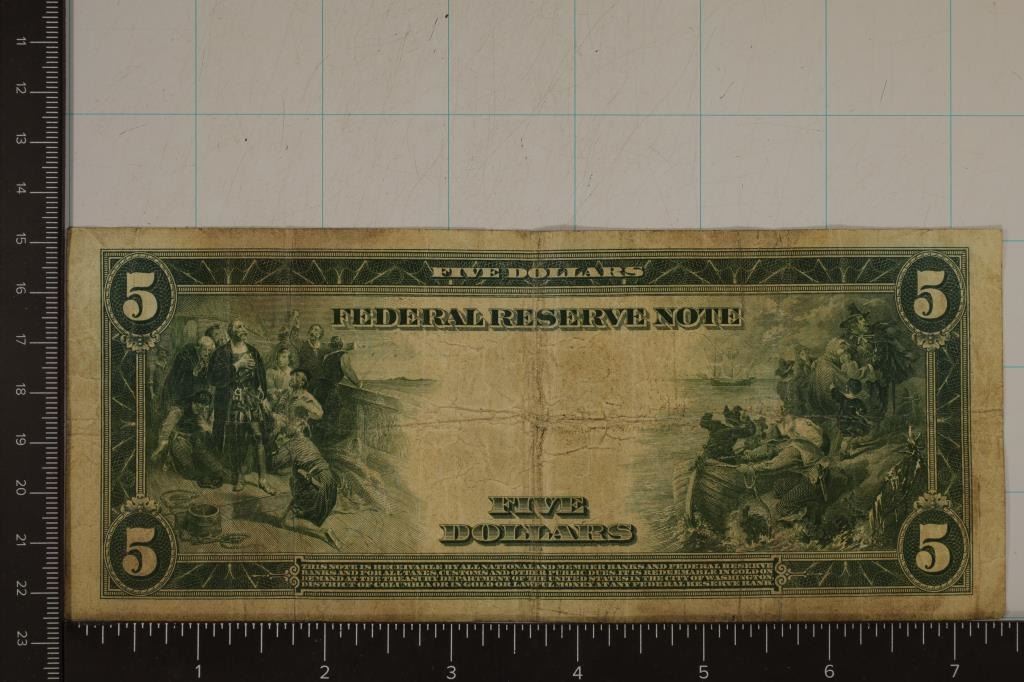 11
12
13
14
15
16
17
18
19
20
21
22
23
5 FIVE DOLLARS 5
FEDERAL RESERVE NOTE
FIVE
DOLLARS
5 5
THIS NOTE IS RECEIVABLE BY ALL NATIONAL AND MEMBER BANKS AND FEDERAL RESERVE
BANKS AND FOR ALL TAXES, CUSTOMS AND OTHER PUBLIC DUES. IT IS REDEEMABLE IN GOLD ON
DEMAND AT THE TREASURY DEPARTMENT OF THE UNITED STATES IN THE CITY OF WASHINGTON,
DISTRICT OF COLUMBIA OR IN GOLD OR LAWFUL MONEY AT ANY FEDERAL RESERVE BANK.
1 2 3 4 5 6 7